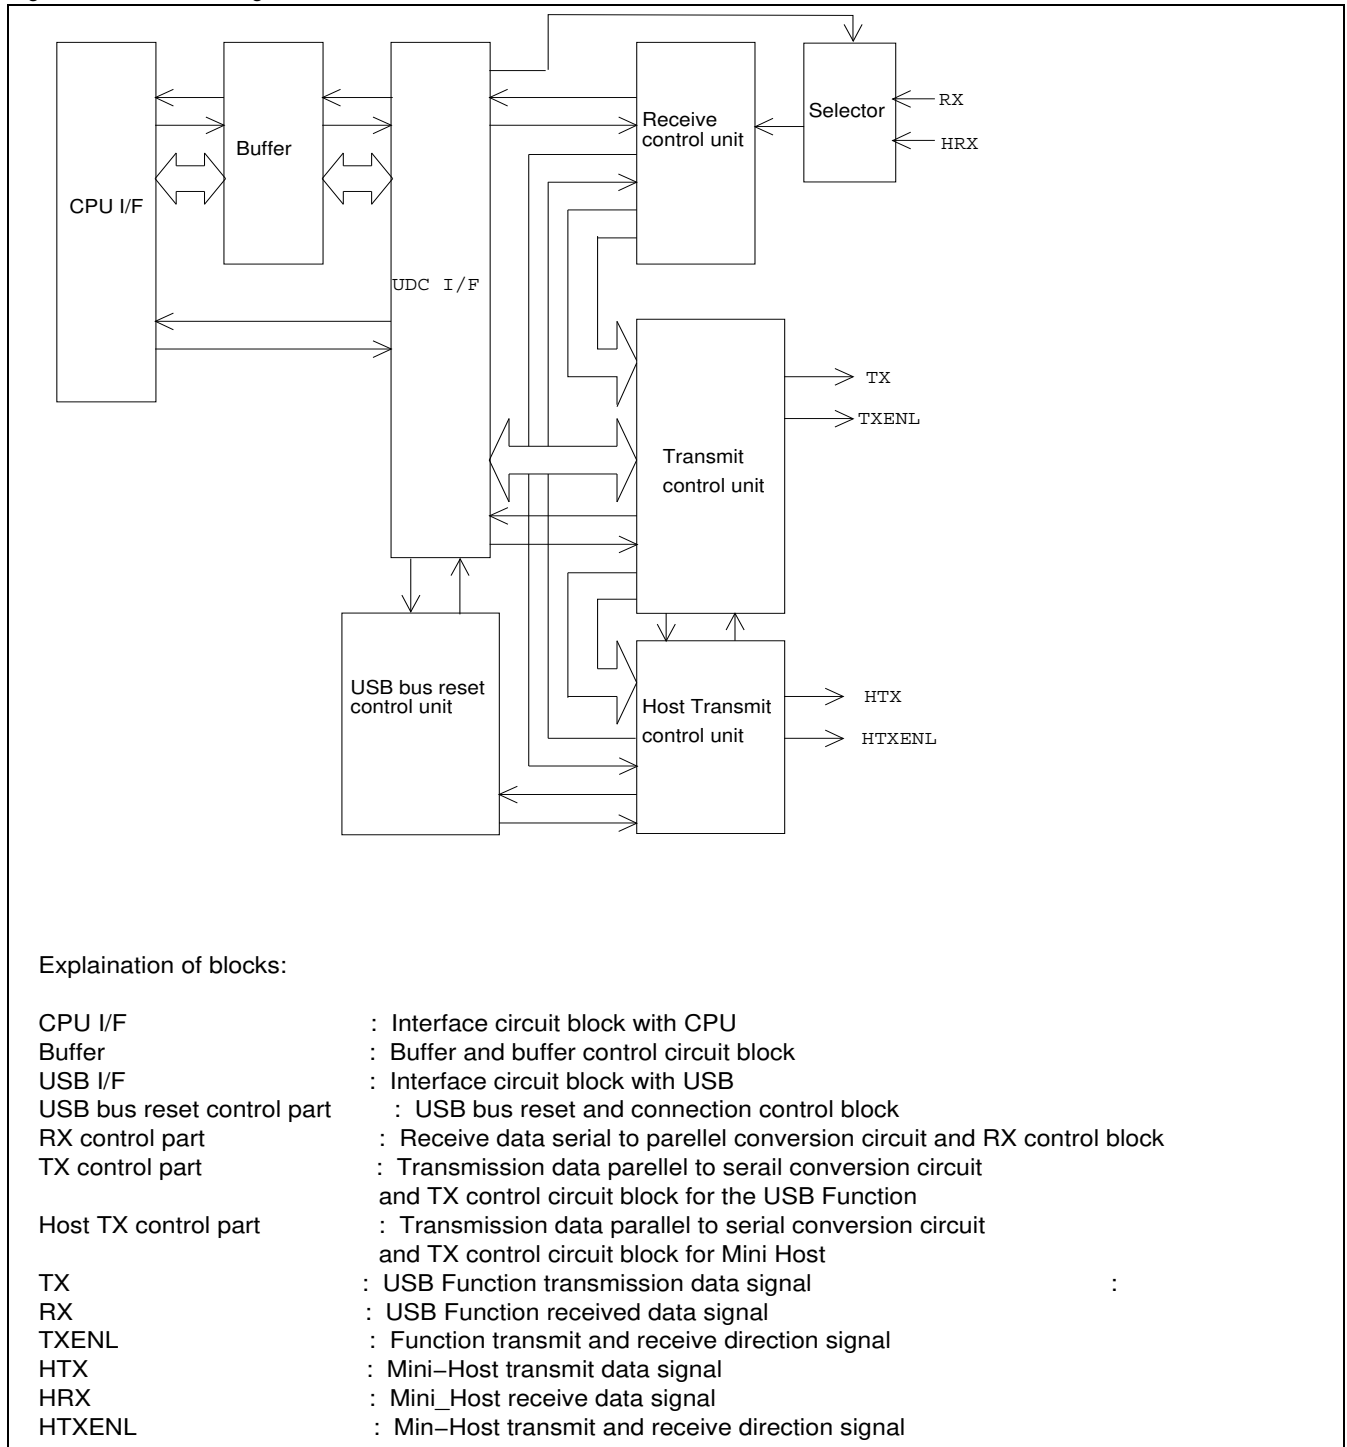 RX
Selector
Receive
control unit
HRX
Buffer
CPU I/F
UDC I/F
TX
TXENL
Transmit
control unit
USB bus reset
control unit
Host Transmit
control unit
HTX
HTXENL
Explaination of blocks:
CPU I/F : Interface circuit block with CPU
Buffer : Buffer and buffer control circuit block
USB I/F : Interface circuit block with USB
USB bus reset control part : USB bus reset and connection control block
RX control part : Receive data serial to parellel conversion circuit and RX control block
TX control part : Transmission data parellel to serail conversion circuit
and TX control circuit block for the USB Function
Host TX control part : Transmission data parallel to serial conversion circuit
and TX control circuit block for Mini Host
TX : USB Function transmission data signal :
RX : USB Function received data signal
TXENL : Function transmit and receive direction signal
HTX : Mini−Host transmit data signal
HRX : Mini_Host receive data signal
HTXENL : Min−Host transmit and receive direction signal